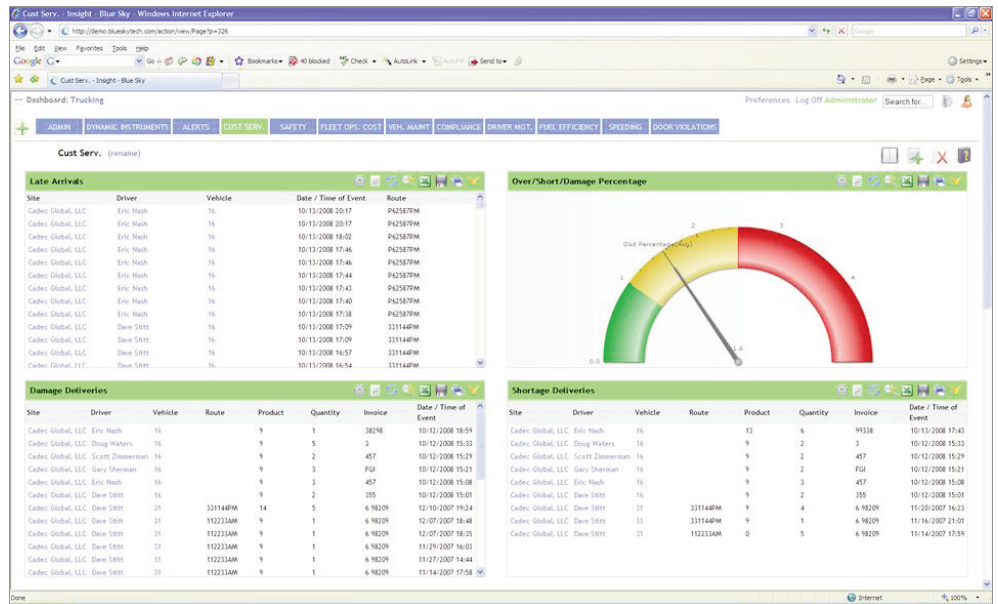 Cust Serv. - Insight - Blue Sky - Windows Internet Explorer
http://demo.blueskytech.com/action/view/Page?p=326
Google
File Edit View Favorites Tools Help
Google Go Bookmarks 40 blocked Check AutoLink AutoFill Send to Settings
Cust Serv. - Insight - Blue Sky Page Tools
Dashboard: Trucking Preferences Log Off Administrator Search for..
ADMIN DYNAMIC INSTRUMENTS ALERTS CUST SERV. SAFETY FLEET OPS. COST VEH. MAINT COMPLIANCE DRIVER MGT. FUEL EFFICIENCY SPEEDING DOOR VIOLATIONS
Cust Serv. (rename)
Late Arrivals
Site Driver Vehicle Date / Time of Event Route
Cadec Global, LLC Eric Nash 16 10/13/2008 20:17 P62587PM
Cadec Global, LLC Eric Nash 16 10/13/2008 20:17 P62587PM
Cadec Global, LLC Eric Nash 16 10/13/2008 18:02 P62587PM
Cadec Global, LLC Eric Nash 16 10/13/2008 17:46 P62587PM
Cadec Global, LLC Eric Nash 16 10/13/2008 17:46 P62587PM
Cadec Global, LLC Eric Nash 16 10/13/2008 17:44 P62587PM
Cadec Global, LLC Eric Nash 16 10/13/2008 17:43 P62587PM
Cadec Global, LLC Eric Nash 16 10/13/2008 17:40 P62587PM
Cadec Global, LLC Eric Nash 16 10/13/2008 17:38 P62587PM
Cadec Global, LLC Dave Stitt 16 10/13/2008 17:09 331144PM
Cadec Global, LLC Dave Stitt 16 10/13/2008 17:09 331144PM
Cadec Global, LLC Dave Stitt 16 10/13/2008 16:57 331144PM
Cadec Global, LLC Dave Stitt 16 10/13/2008 16:54 331144PM
Over/Short/Damage Percentage
2 3
Osd Percentage(Avg)
1 4
1.6
0.0
Damage Deliveries
Site Driver Vehicle Route Product Quantity Invoice Date / Time of
Event
Cadec Global, LLC Eric Nash 16 9 1 38298 10/12/2008 18:59
Cadec Global, LLC Doug Waters 16 9 5 3 10/12/2008 15:33
Cadec Global, LLC Scott Zimmerman 16 9 2 457 10/12/2008 15:29
Cadec Global, LLC Gary Sherman 16 9 3 FGI 10/12/2008 15:21
Cadec Global, LLC Eric Nash 16 9 3 457 10/12/2008 15:08
Cadec Global, LLC Dave Stitt 16 9 2 355 10/12/2008 15:01
Cadec Global, LLC Dave Stitt 31 331144PM 14 5 6 98209 12/10/2007 19:24
Cadec Global, LLC Dave Stitt 31 112233AM 9 1 6 98209 12/07/2007 18:48
Cadec Global, LLC Dave Stitt 31 112233AM 9 1 6 98209 12/07/2007 18:35
Cadec Global, LLC Dave Stitt 31 112233AM 9 1 6 98209 11/29/2007 16:03
Cadec Global, LLC Dave Stitt 31 112233AM 9 1 6 98209 11/27/2007 14:44
Cadec Global, LLC Dave Stitt 31 112233AM 9 1 6 98209 11/14/2007 17:58
Shortage Deliveries
Site Driver Vehicle Route Product Quantity Invoice Date / Time of
Event
Cadec Global, LLC Eric Nash 16 13 6 99338 10/13/2008 17:43
Cadec Global, LLC Doug Waters 16 9 2 3 10/12/2008 15:33
Cadec Global, LLC Scott Zimmerman 16 9 2 457 10/12/2008 15:29
Cadec Global, LLC Gary Sherman 16 9 2 FGI 10/12/2008 15:21
Cadec Global, LLC Eric Nash 16 9 3 457 10/12/2008 15:08
Cadec Global, LLC Dave Stitt 16 9 2 355 10/12/2008 15:01
Cadec Global, LLC Dave Stitt 31 331144PM 9 4 6 98209 11/20/2007 16:23
Cadec Global, LLC Dave Stitt 31 331144PM 9 1 6 98209 11/16/2007 21:01
Cadec Global, LLC Dave Stitt 31 112233AM 0 5 6 98209 11/14/2007 17:59
Done Internet 100%